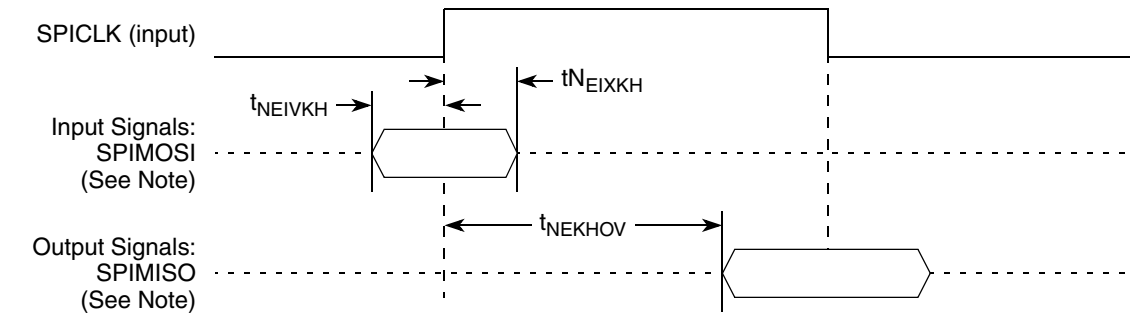 SPICLK (input)
tNEIXKH
tNEIVKH
Input Signals:
SPIMOSI
(See Note)
tNEKHOV
Output Signals:
SPIMISO
(See Note)